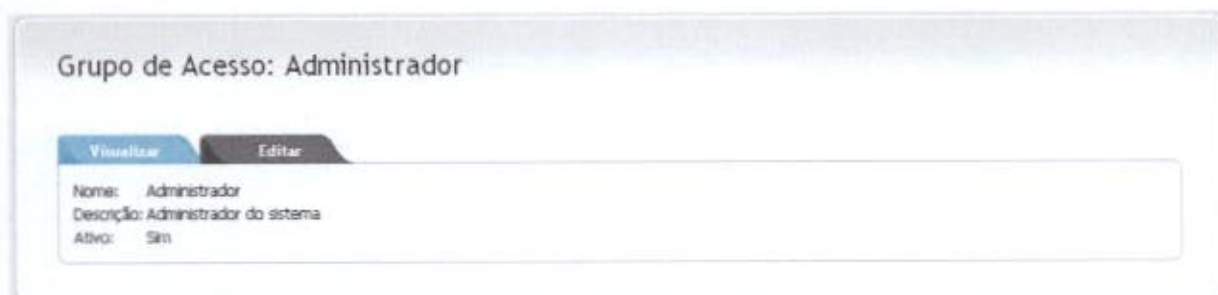 Grupo de Acesso: Administrador
Visualizar Editar
Nome: Administrador
Descrição: Administrador do sistema
Ativo: Sim